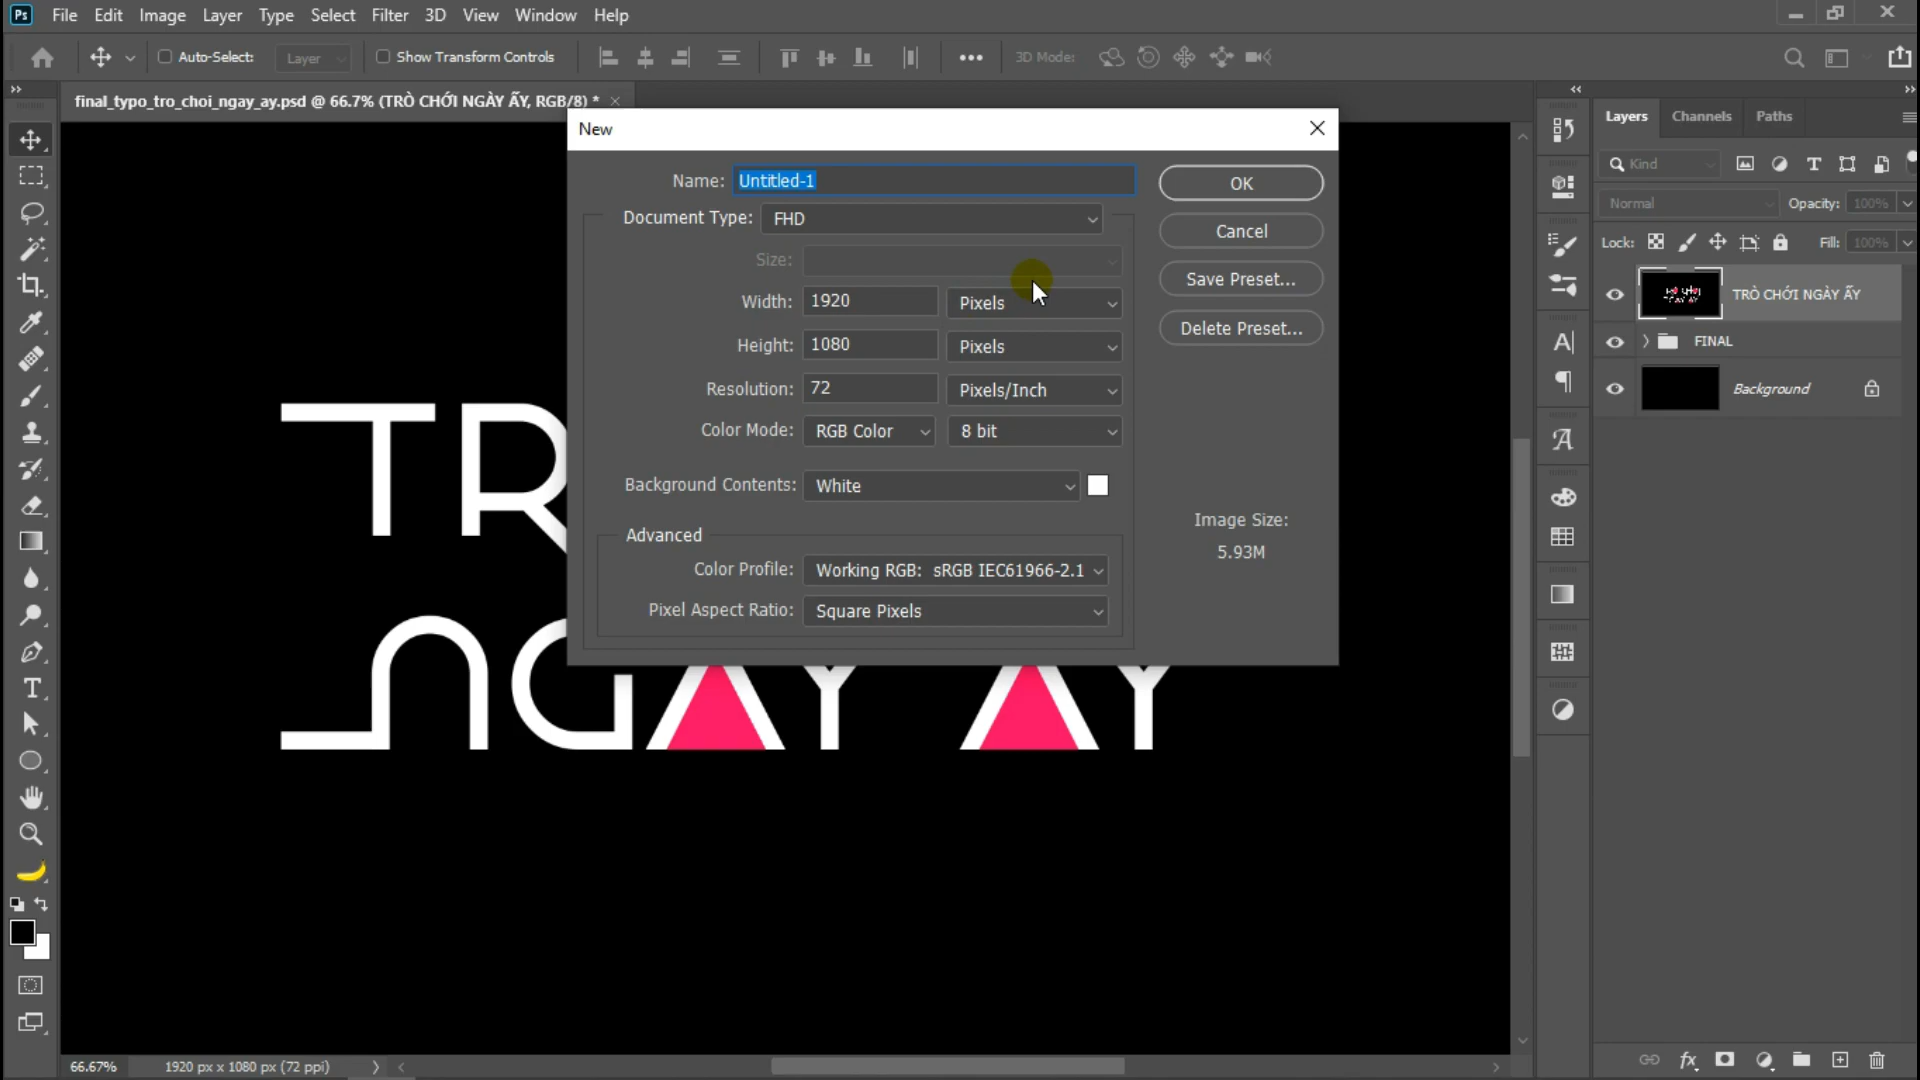 Ps File Edit Image Layer Type Select Filter 3D View Window Help
Auto-Select: Layer Show Transform Controls 3D Mode:
final_typo_tro_choi_ngay_ay.psd @ 66.7% (TRÒ CHƠI NGÀY ẤY, RGB/8) *
New
Name: Untitled-1
Document Type: FHD
Size:
Width: 1920 Pixels
Height: 1080 Pixels
Resolution: 72 Pixels/Inch
Color Mode: RGB Color 8 bit
Background Contents: White
Advanced
Color Profile: Working RGB: sRGB IEC61966-2.1
Pixel Aspect Ratio: Square Pixels
OK
Cancel
Save Preset...
Delete Preset...
Image Size:
5.93M
TR
NGAY AY
Layers Channels Paths
Kind
Normal Opacity: 100%
Lock: Fill: 100%
TRÒ CHƠI NGÀY ẤY
FINAL
Background
66.67% 1920 px x 1080 px (72 ppi)